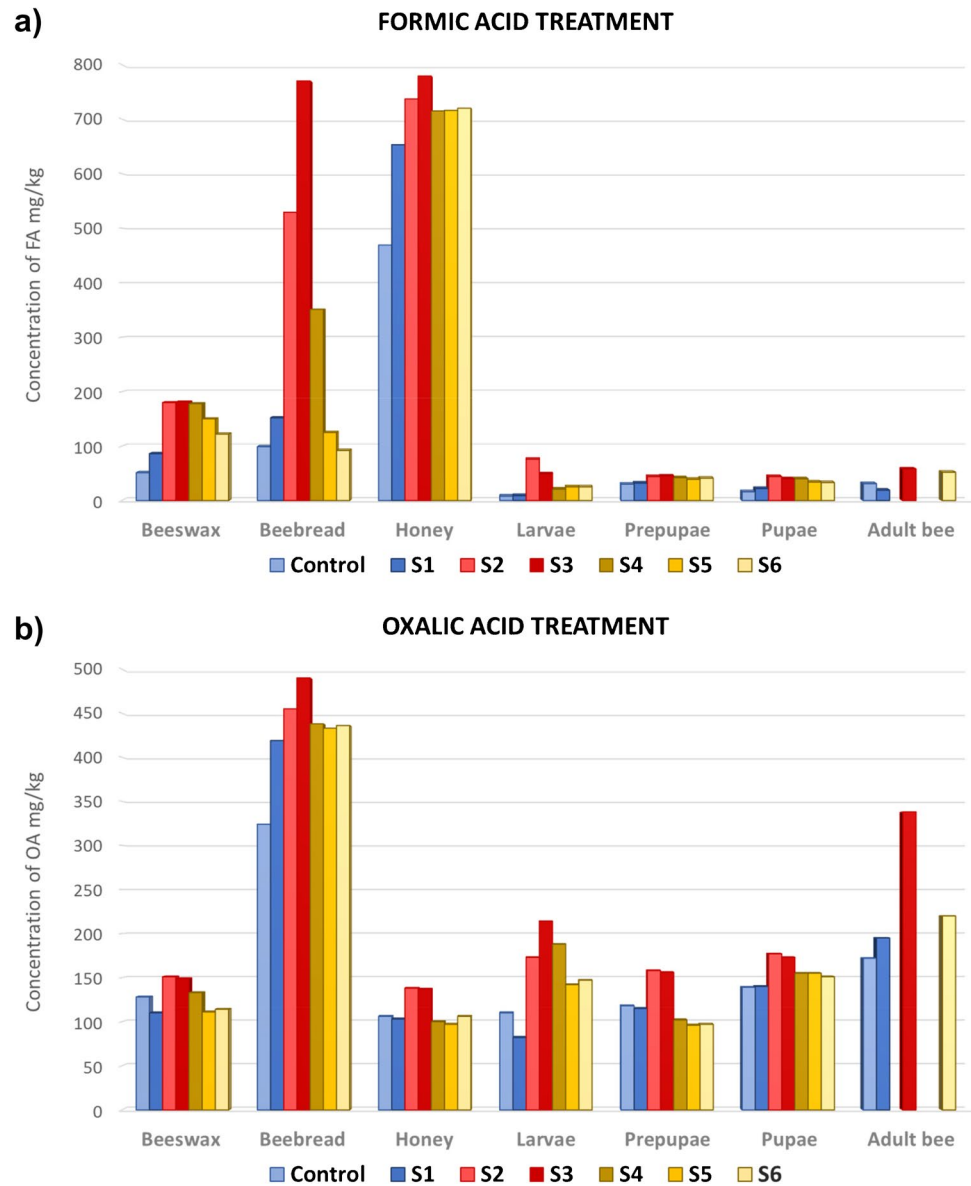 a)
FORMIC ACID TREATMENT
Concentration of FA mg/kg
800
700
600
500
400
300
200
100
0
Beeswax Beebread Honey Larvae Prepupae Pupae Adult bee
Control S1 S2 S3 S4 S5 S6
b)
OXALIC ACID TREATMENT
Concentration of OA mg/kg
500
450
400
350
300
250
200
150
100
50
0
Beeswax Beebread Honey Larvae Prepupae Pupae Adult bee
Control S1 S2 S3 S4 S5 S6